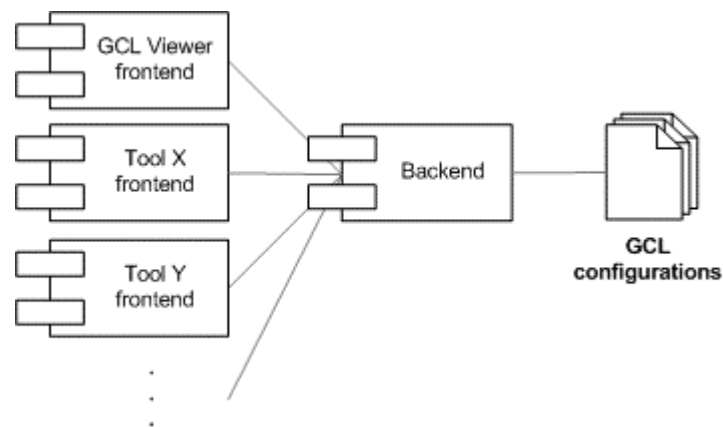 GCL Viewer
frontend
Tool X
frontend
Tool Y
frontend
Backend
GCL
configurations